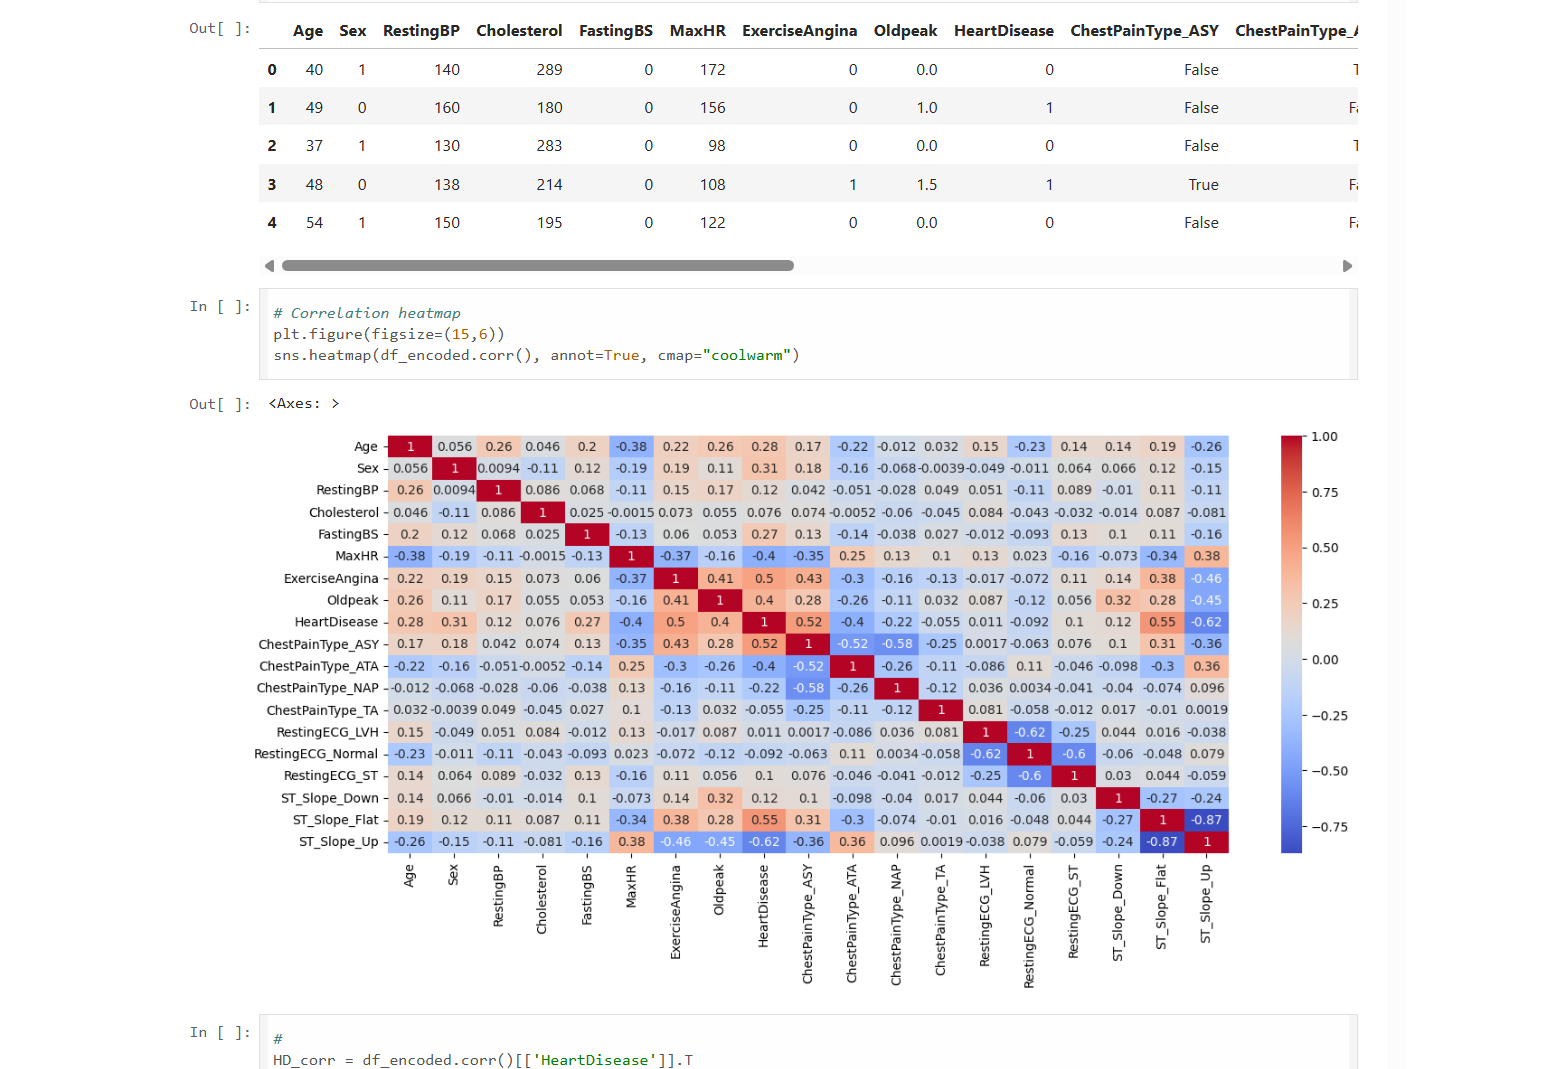 Out[ ]:
Age Sex RestingBP Cholesterol FastingBS MaxHR ExerciseAngina Oldpeak HeartDisease ChestPainType_ASY ChestPainType_A
0 40 1 140 289 0 172 0 0.0 0 False T
1 49 0 160 180 0 156 0 1.0 1 False Fa
2 37 1 130 283 0 98 0 0.0 0 False T
3 48 0 138 214 0 108 1 1.5 1 True Fa
4 54 1 150 195 0 122 0 0.0 0 False Fa
In [ ]:
# Correlation heatmap
plt.figure(figsize=(15,6))
sns.heatmap(df_encoded.corr(), annot=True, cmap="coolwarm")
Out[ ]: <Axes: >
Age 1 0.056 0.26 0.046 0.2 -0.38 0.22 0.26 0.28 0.17 -0.22 -0.012 0.032 0.15 -0.23 0.14 0.14 0.19 -0.26
Sex 0.056 1 0.0094 -0.11 0.12 -0.19 0.19 0.11 0.31 0.18 -0.16 -0.068 -0.0039 -0.049 -0.011 0.064 0.066 0.12 -0.15
RestingBP 0.26 0.0094 1 0.086 0.068 -0.11 0.15 0.17 0.12 0.042 -0.051 -0.028 0.049 0.051 -0.11 0.089 -0.01 0.11 -0.11
Cholesterol 0.046 -0.11 0.086 1 0.025 -0.0015 0.073 0.055 0.076 0.074 -0.0052 -0.06 -0.045 0.084 -0.043 -0.032 -0.014 0.087 -0.081
FastingBS 0.2 0.12 0.068 0.025 1 -0.13 0.06 0.053 0.27 0.13 -0.14 -0.038 0.027 -0.012 -0.093 0.13 0.1 0.11 -0.16
MaxHR -0.38 -0.19 -0.11 -0.0015 -0.13 1 -0.37 -0.16 -0.4 -0.35 0.25 0.13 0.1 0.13 0.023 -0.16 -0.073 -0.34 0.38
ExerciseAngina 0.22 0.19 0.15 0.073 0.06 -0.37 1 0.41 0.5 0.43 -0.3 -0.16 -0.13 -0.017 -0.072 0.11 0.14 0.38 -0.46
Oldpeak 0.26 0.11 0.17 0.055 0.053 -0.16 0.41 1 0.4 0.28 -0.26 -0.11 0.032 0.087 -0.12 0.056 0.32 0.28 -0.45
HeartDisease 0.28 0.31 0.12 0.076 0.27 -0.4 0.5 0.4 1 0.52 -0.4 -0.22 -0.055 0.011 -0.092 0.1 0.12 0.55 -0.62
ChestPainType_ASY 0.17 0.18 0.042 0.074 0.13 -0.35 0.43 0.28 0.52 1 -0.52 -0.58 -0.25 0.0017 -0.063 0.076 0.1 0.31 -0.36
ChestPainType_ATA -0.22 -0.16 -0.051 -0.0052 -0.14 0.25 -0.3 -0.26 -0.4 -0.52 1 -0.26 -0.11 -0.086 0.11 -0.046 -0.098 -0.3 0.36
ChestPainType_NAP -0.012 -0.068 -0.028 -0.06 -0.038 0.13 -0.16 -0.11 -0.22 -0.58 -0.26 1 -0.12 0.036 0.0034 -0.041 -0.04 -0.074 0.096
ChestPainType_TA 0.032 -0.0039 0.049 -0.045 0.027 0.1 -0.13 0.032 -0.055 -0.25 -0.11 -0.12 1 0.081 -0.058 -0.012 0.017 -0.01 0.0019
RestingECG_LVH 0.15 -0.049 0.051 0.084 -0.012 0.13 -0.017 0.087 0.011 0.0017 -0.086 0.036 0.081 1 -0.62 -0.25 0.044 0.016 -0.038
RestingECG_Normal -0.23 -0.011 -0.11 -0.043 -0.093 0.023 -0.072 -0.12 -0.092 -0.063 0.11 0.0034 -0.058 -0.62 1 -0.6 -0.06 -0.048 0.079
RestingECG_ST 0.14 0.064 0.089 -0.032 0.13 -0.16 0.11 0.056 0.1 0.076 -0.046 -0.041 -0.012 -0.25 -0.6 1 0.03 0.044 -0.059
ST_Slope_Down 0.14 0.066 -0.01 -0.014 0.1 -0.073 0.14 0.32 0.12 0.1 -0.098 -0.04 0.017 0.044 -0.06 0.03 1 -0.27 -0.24
ST_Slope_Flat 0.19 0.12 0.11 0.087 0.11 -0.34 0.38 0.28 0.55 0.31 -0.3 -0.074 -0.01 0.016 -0.048 0.044 -0.27 1 -0.87
ST_Slope_Up -0.26 -0.15 -0.11 -0.081 -0.16 0.38 -0.46 -0.45 -0.62 -0.36 0.36 0.096 0.0019 -0.038 0.079 -0.059 -0.24 -0.87 1
Age
Sex
RestingBP
Cholesterol
FastingBS
MaxHR
ExerciseAngina
Oldpeak
HeartDisease
ChestPainType_ASY
ChestPainType_ATA
ChestPainType_NAP
ChestPainType_TA
RestingECG_LVH
RestingECG_Normal
RestingECG_ST
ST_Slope_Down
ST_Slope_Flat
ST_Slope_Up
1.00
0.75
0.50
0.25
0.00
−0.25
−0.50
−0.75
In [ ]:
#
HD_corr = df_encoded.corr()[['HeartDisease']].T